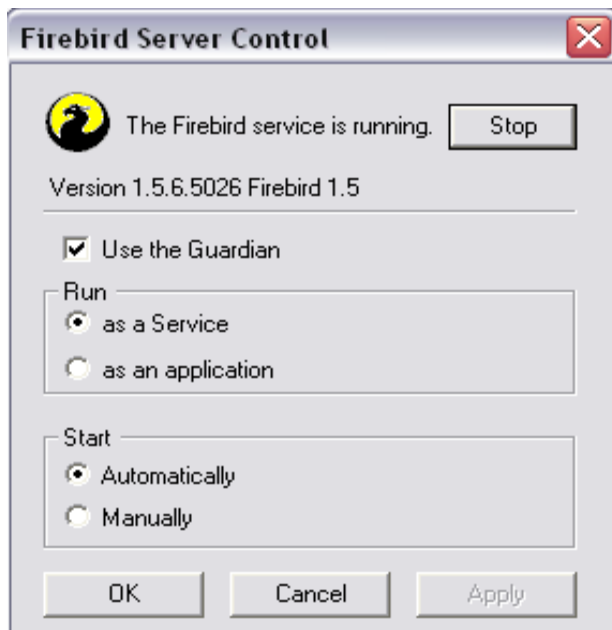 Firebird Server Control
The Firebird service is running. Stop
Version 1.5.6.5026 Firebird 1.5
Use the Guardian
Run
as a Service
as an application
Start
Automatically
Manually
OK Cancel Apply